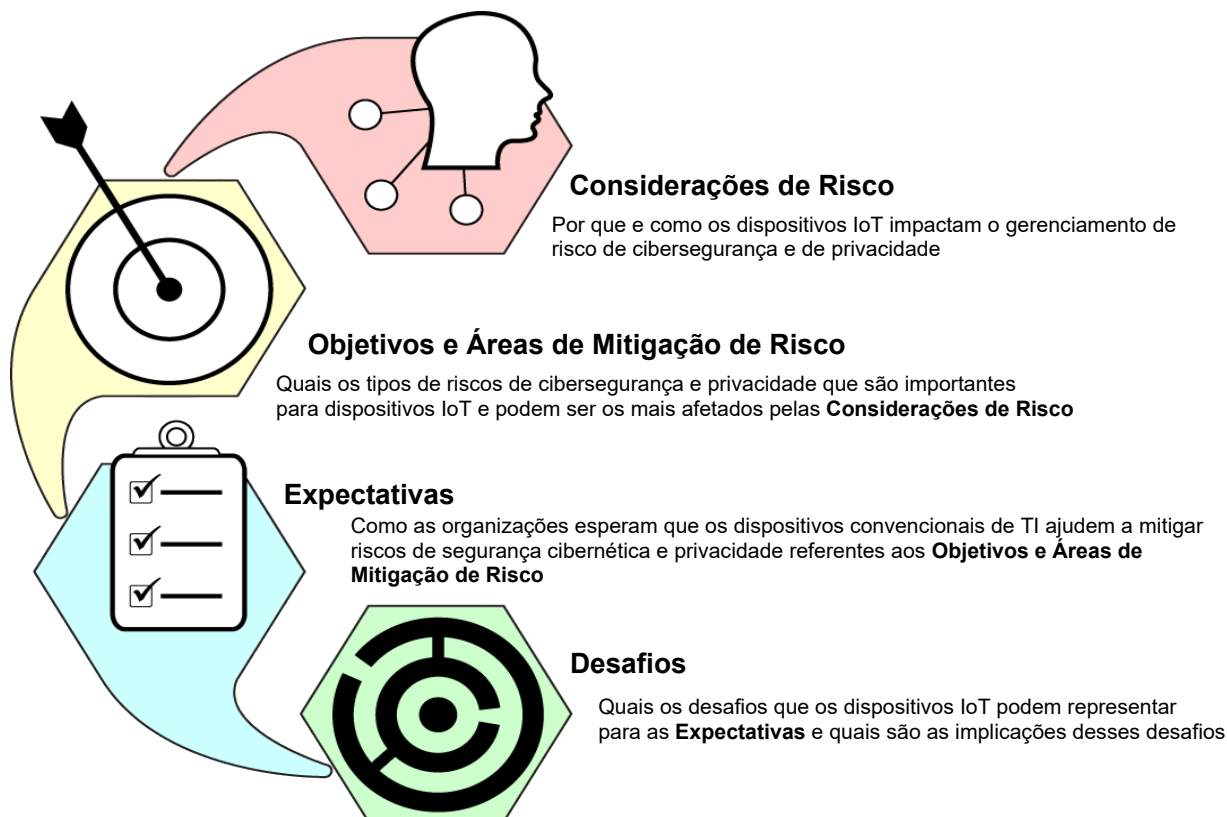 Considerações de Risco
Por que e como os dispositivos IoT impactam o gerenciamento de
risco de cibersegurança e de privacidade
Objetivos e Áreas de Mitigação de Risco
Quais os tipos de riscos de cibersegurança e privacidade que são importantes
para dispositivos IoT e podem ser os mais afetados pelas Considerações de Risco
Expectativas
Como as organizações esperam que os dispositivos convencionais de TI ajudem a mitigar
riscos de segurança cibernética e privacidade referentes aos Objetivos e Áreas de
Mitigação de Risco
Desafios
Quais os desafios que os dispositivos IoT podem representar
para as Expectativas e quais são as implicações desses desafios